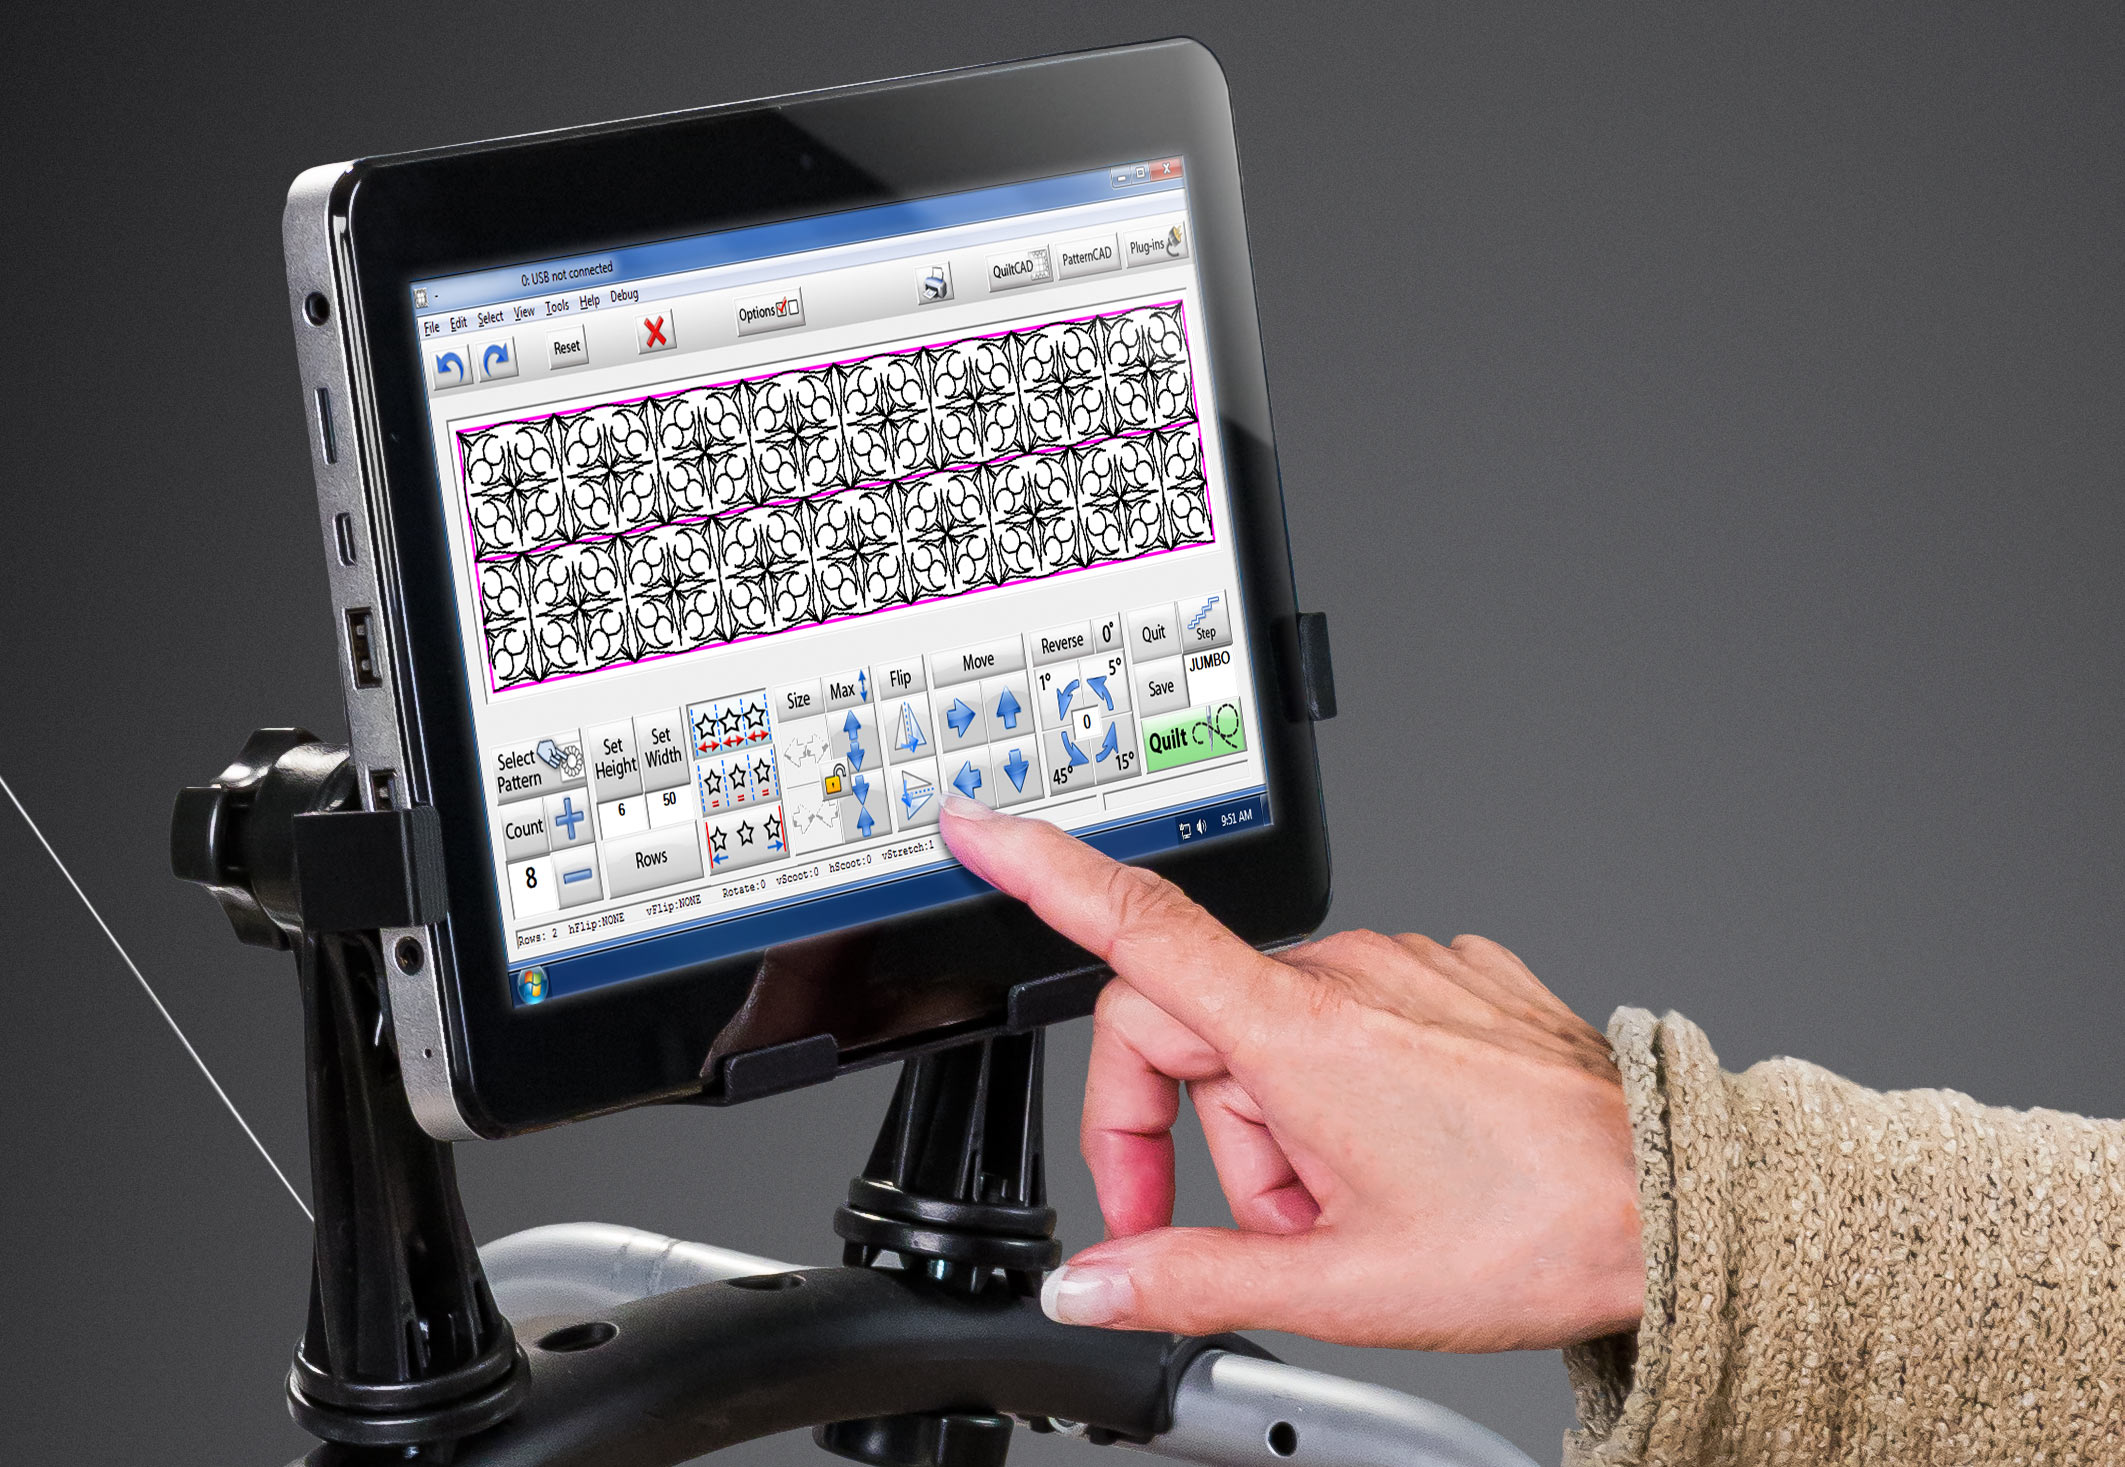 0: USB not connected
File Edit Select View Tools Help Debug
Reset
Options
QuiltCAD
PatternCAD
Plug-ins
Select Pattern
Set Height
Set Width
6
50
Count
8
Rows
Size
Max
Flip
Move
Reverse
0°
1°
5°
0
45°
15°
Quit
Step
Save
JUMBO
Quilt
Rows: 2 hFlip:NONE vFlip:NONE Rotate:0 vScoot:0 hScoot:0 vStretch:1
9:51 AM